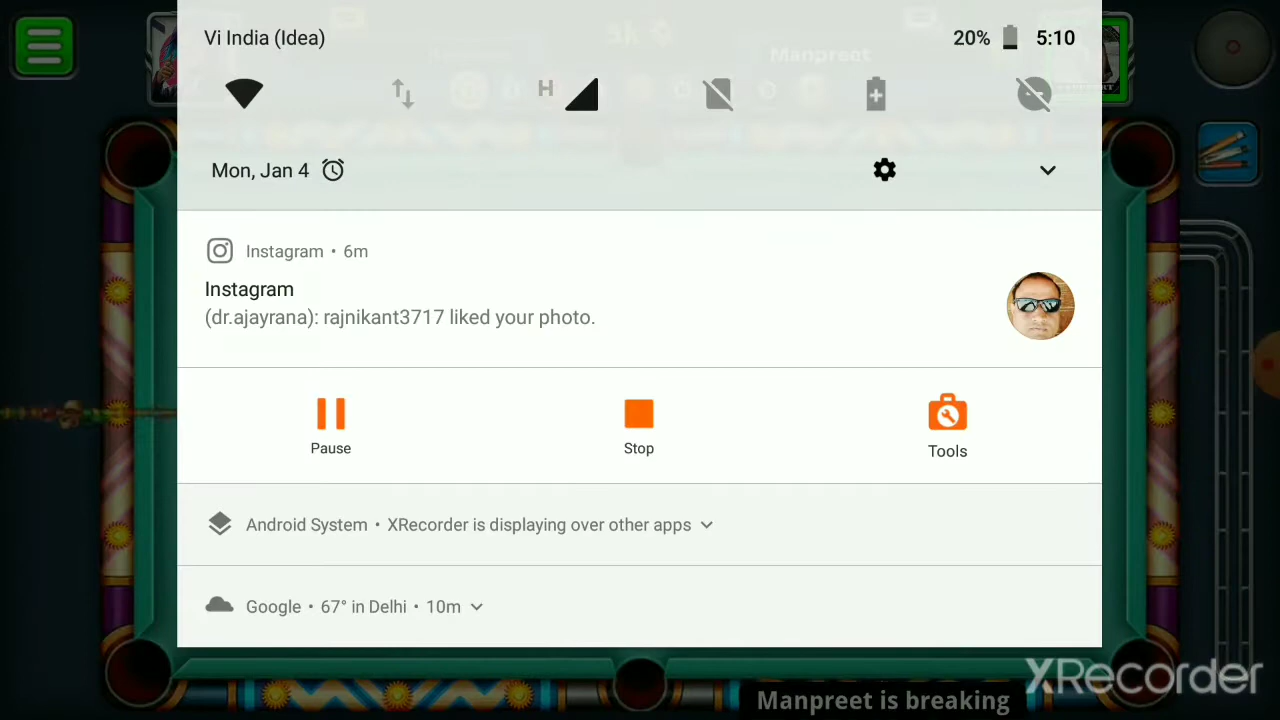 Vi India (Idea)
20%
5:10
5k
Manpreet
H
Mon, Jan 4
Instagram • 6m
Instagram
(dr.ajayrana): rajnikant3717 liked your photo.
Pause
Stop
Tools
Android System • XRecorder is displaying over other apps
Google • 67° in Delhi • 10m
XRecorder
Manpreet is breaking